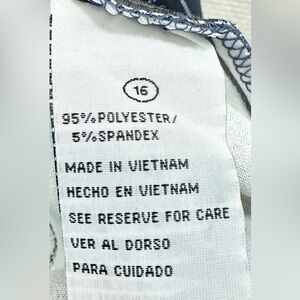 16
95%POLYESTER/
5%SPANDEX
MADE IN VIETNAM
HECHO EN VIETNAM
SEE RESERVE FOR CARE
VER AL DORSO
PARA CUIDADO